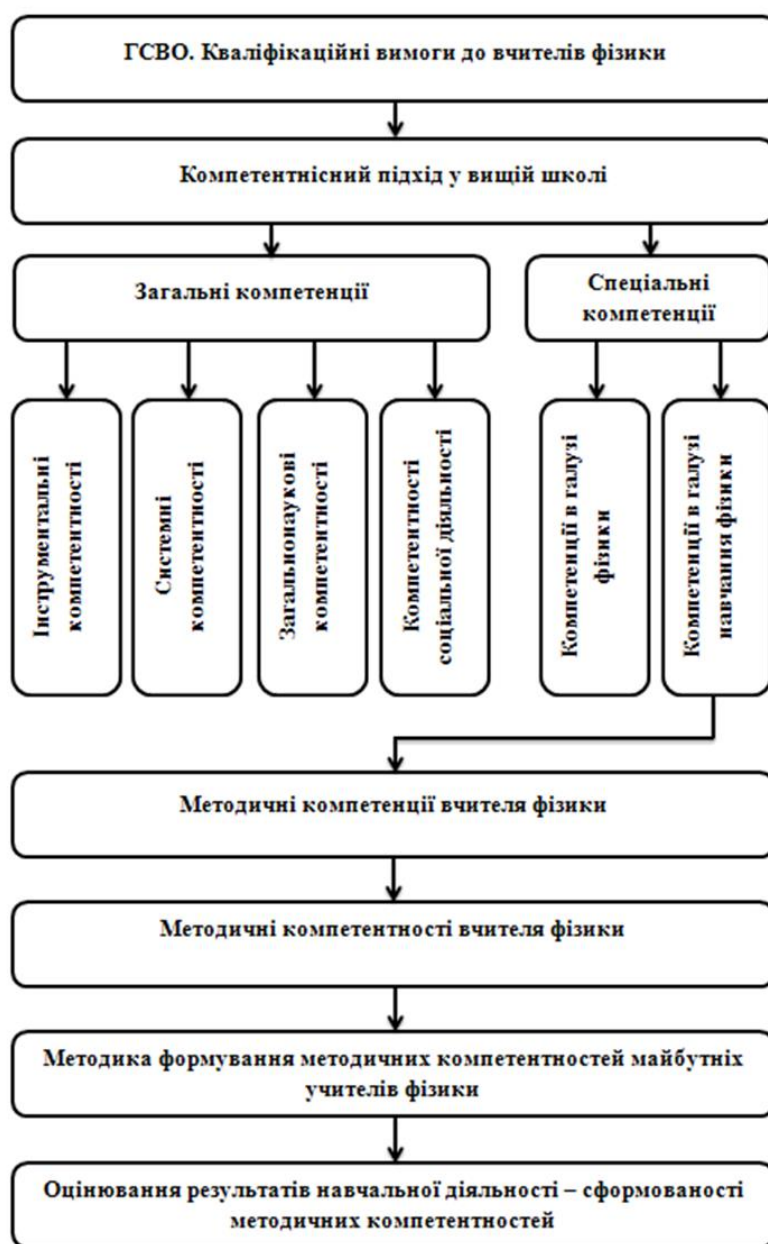 ГСВО. Кваліфікаційні вимоги до вчителів фізики
Компетентнісний підхід у вищій школі
Загальні компетенції
Спеціальні
компетенції
Інструментальні
компетентності
Системні
компетентності
Загальнонаукові
компетентності
Компетентності
соціальної діяльності
Компетенції в галузі
фізики
Компетенції в галузі
навчання фізики
Методичні компетенції вчителя фізики
Методичні компетентності вчителя фізики
Методика формування методичних компетентностей майбутніх
учителів фізики
Оцінювання результатів навчальної діяльності – сформованості
методичних компетентностей